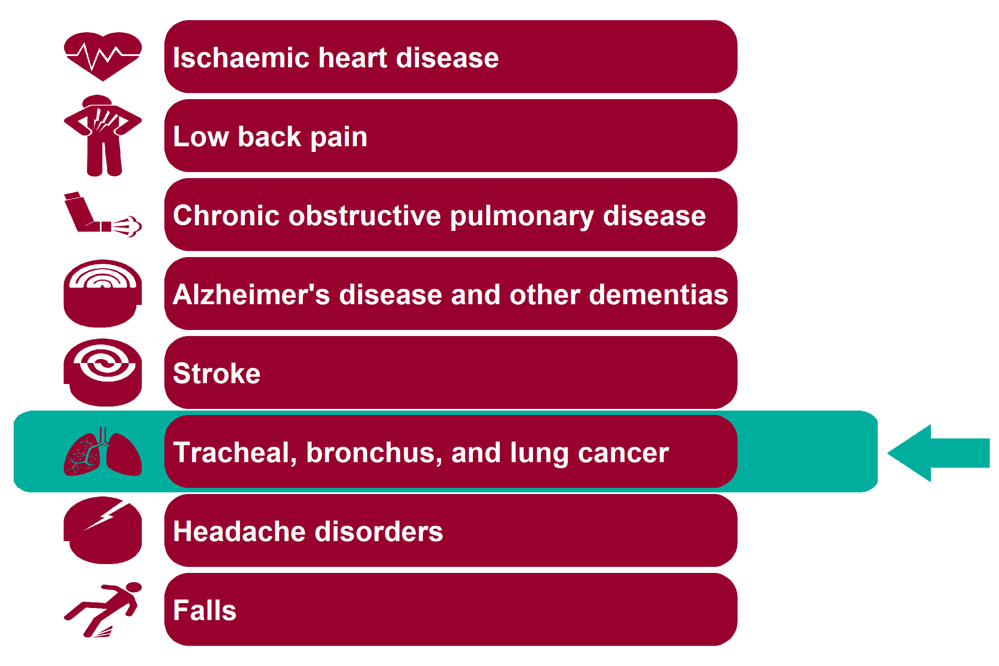 Ischaemic heart disease
Low back pain
Chronic obstructive pulmonary disease
Alzheimer's disease and other dementias
Stroke
Tracheal, bronchus, and lung cancer
Headache disorders
Falls